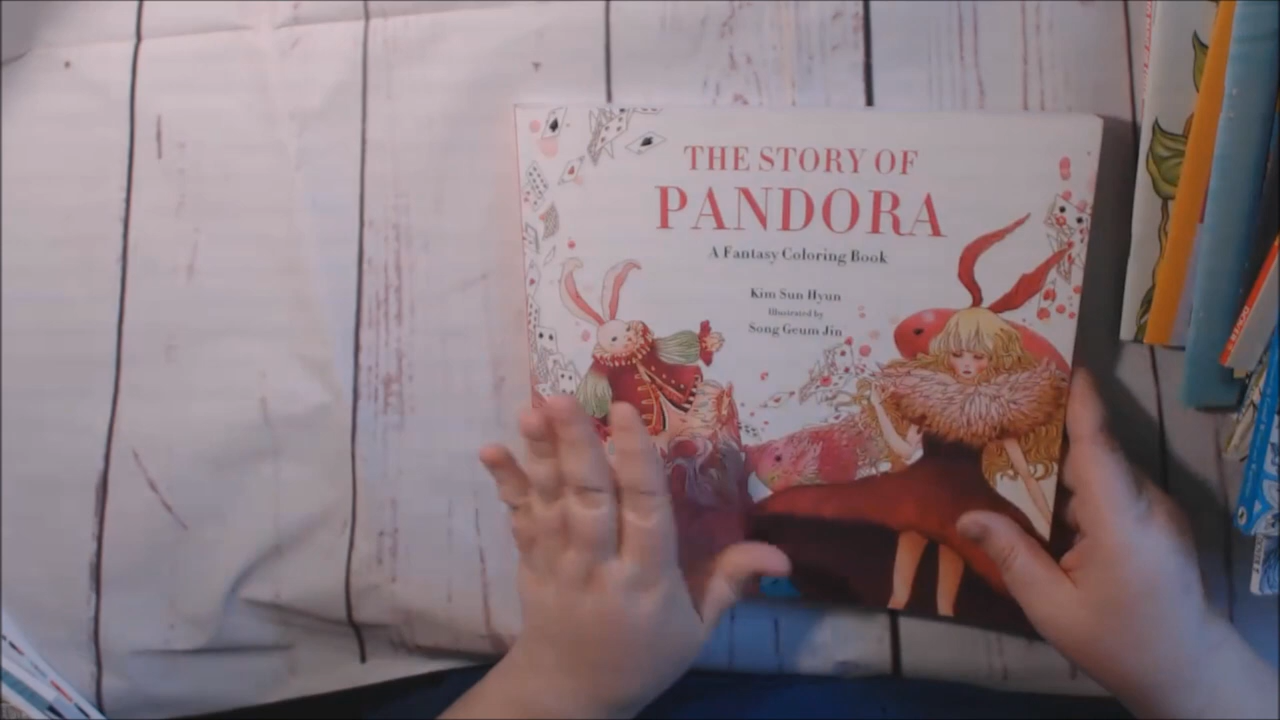 THE STORY OF
PANDORA
A Fantasy Coloring Book
Kim Sun Hyun
Illustrated by
Song Geum Jin